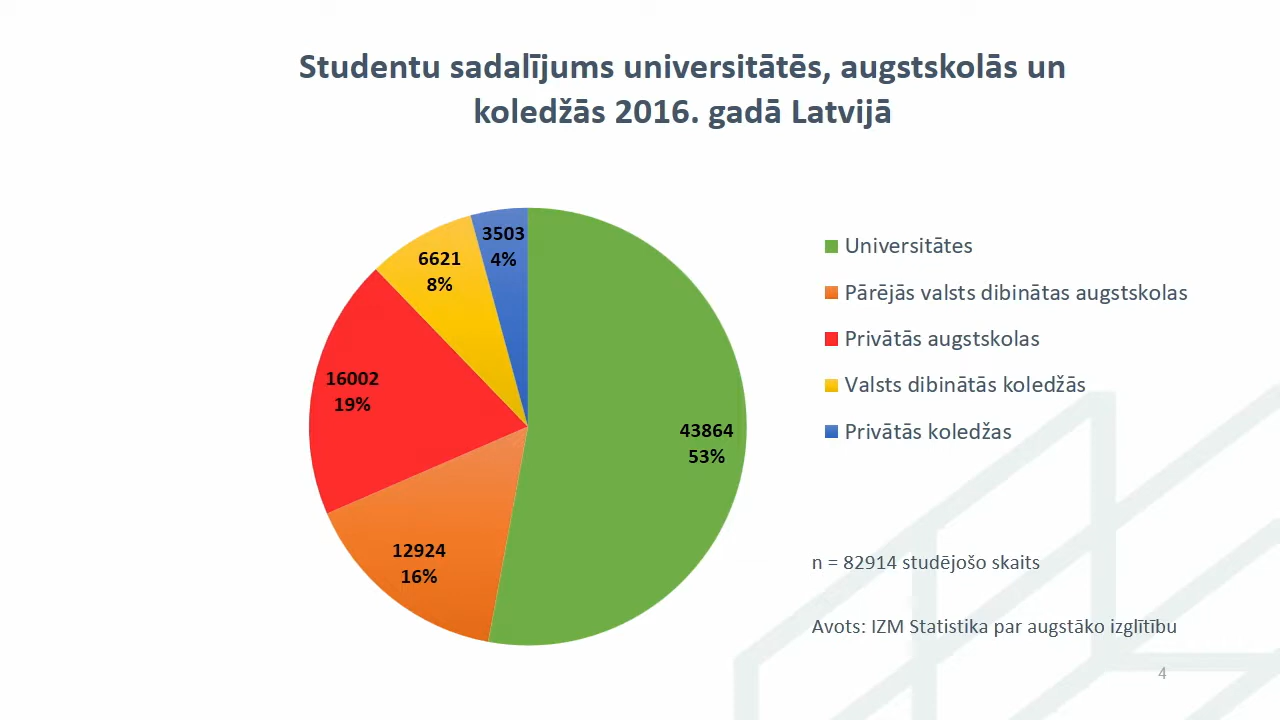 Studentu sadalījums universitātēs, augstskolās un
koledžās 2016. gadā Latvijā
3503
4%
6621
8%
16002
19%
43864
53%
12924
16%
Universitātes
Pārējās valsts dibinātas augstskolas
Privātās augstskolas
Valsts dibinātās koledžās
Privātās koledžas
n = 82914 studējošo skaits
Avots: IZM Statistika par augstāko izglītību
4